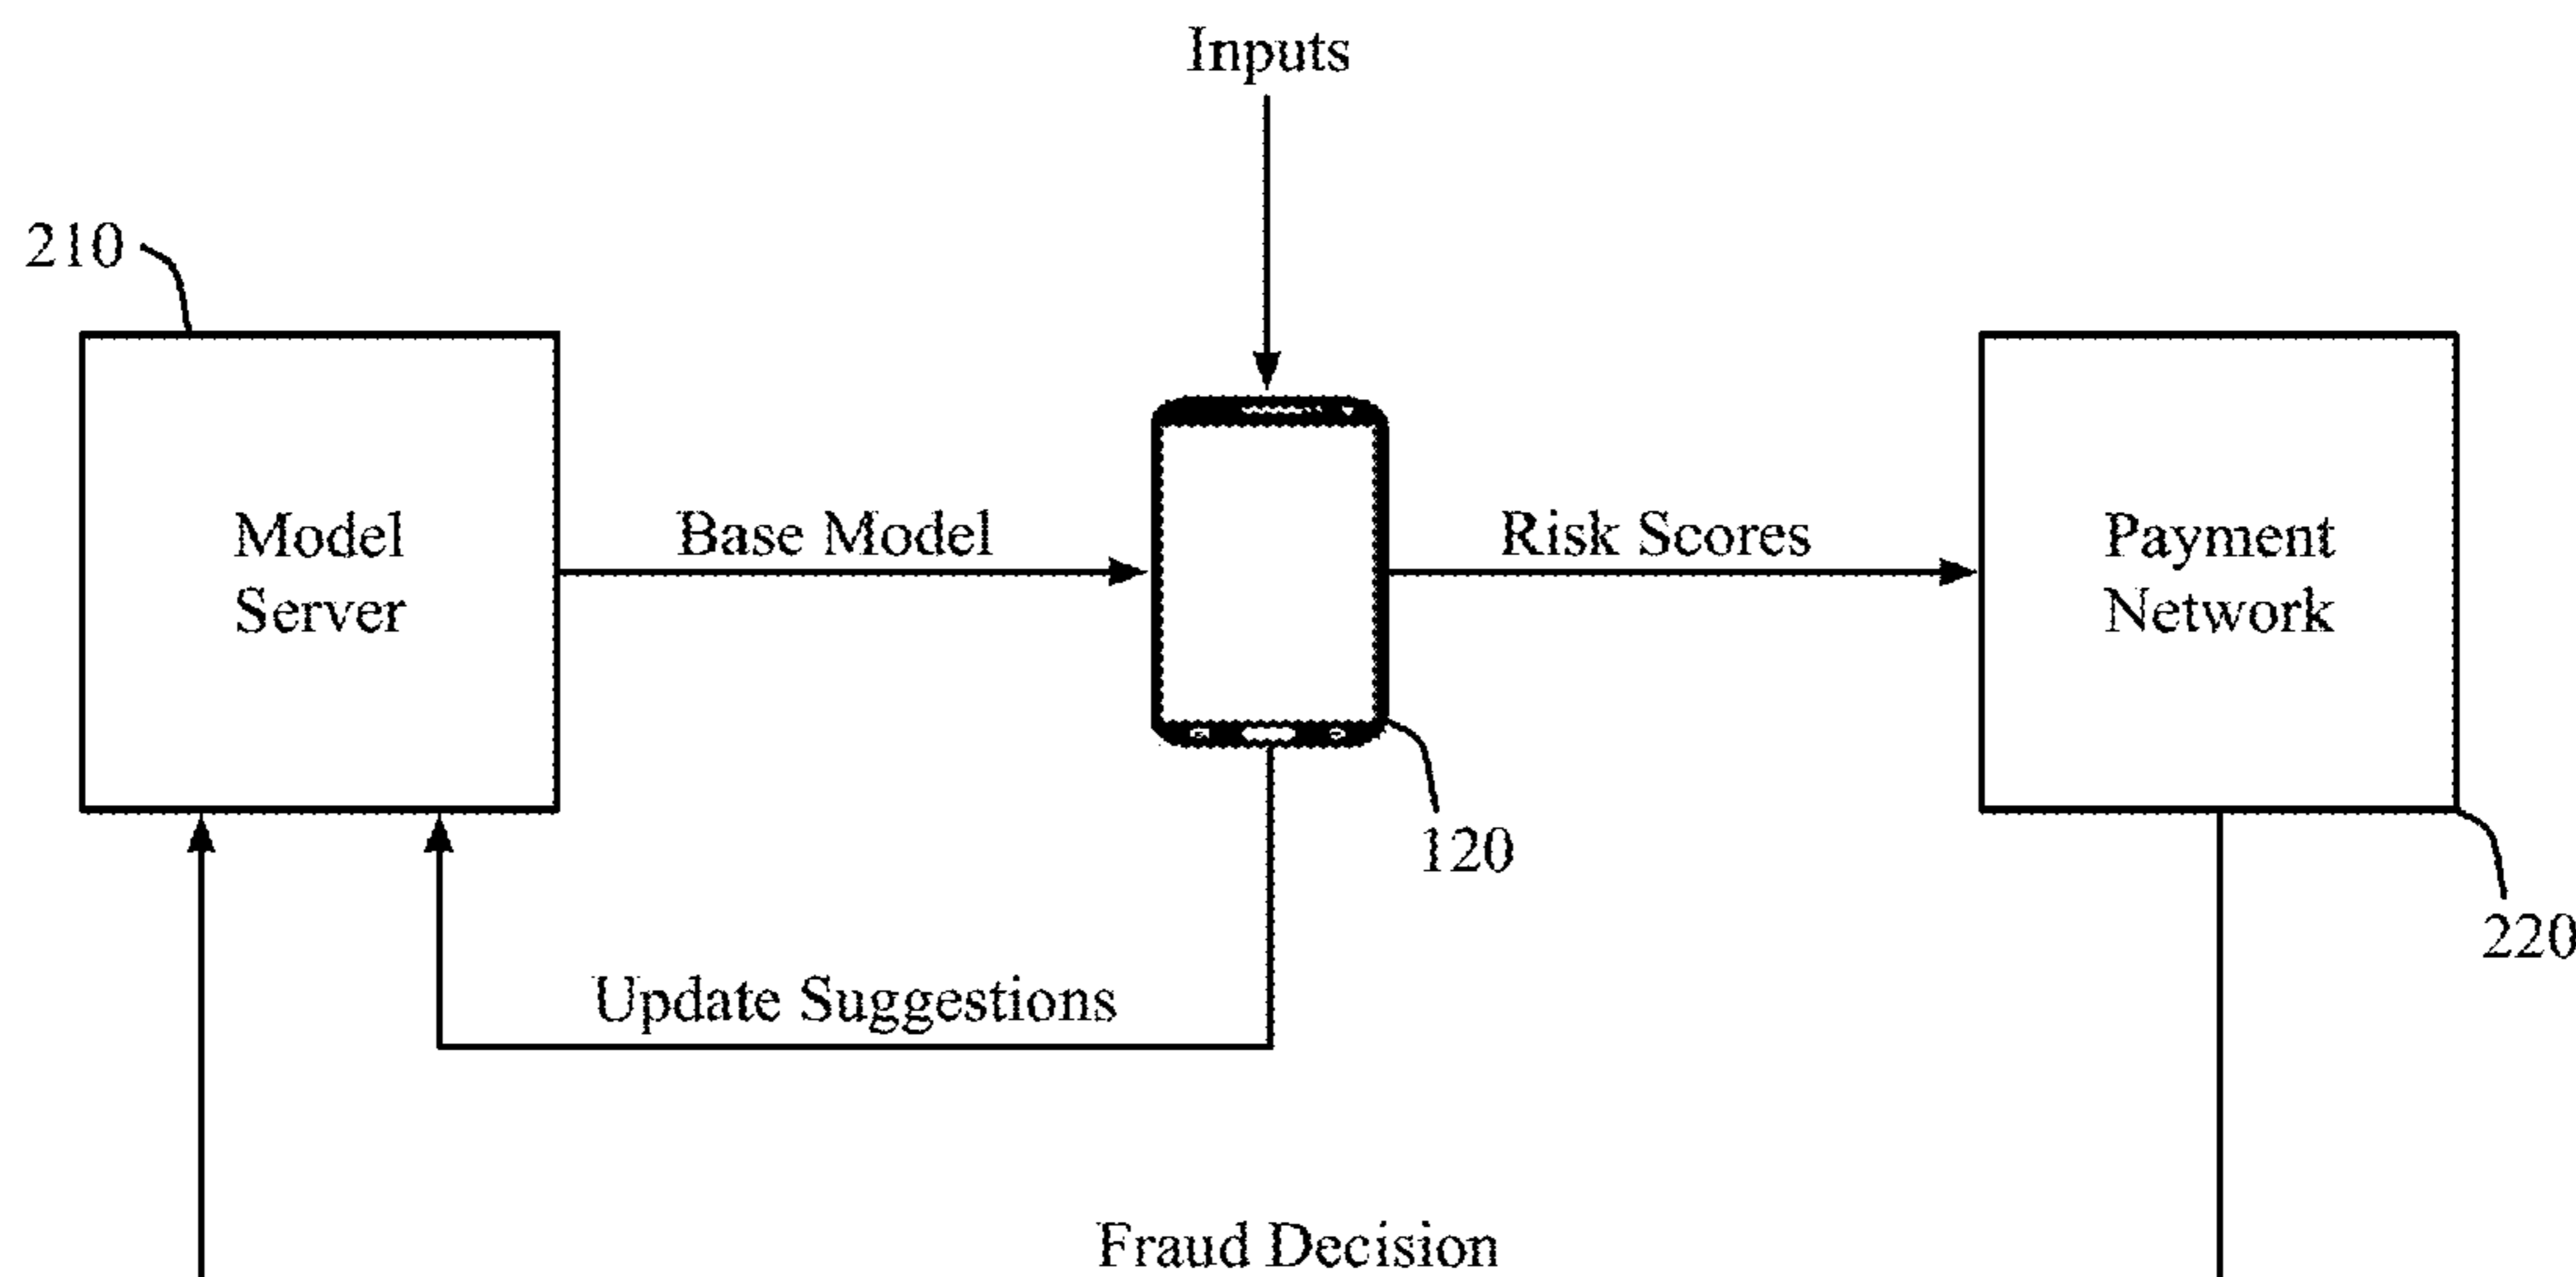 Inputs
210
Model
Server
Base Model
Risk Scores
Payment
Network
120
220
Update Suggestions
Fraud Decision